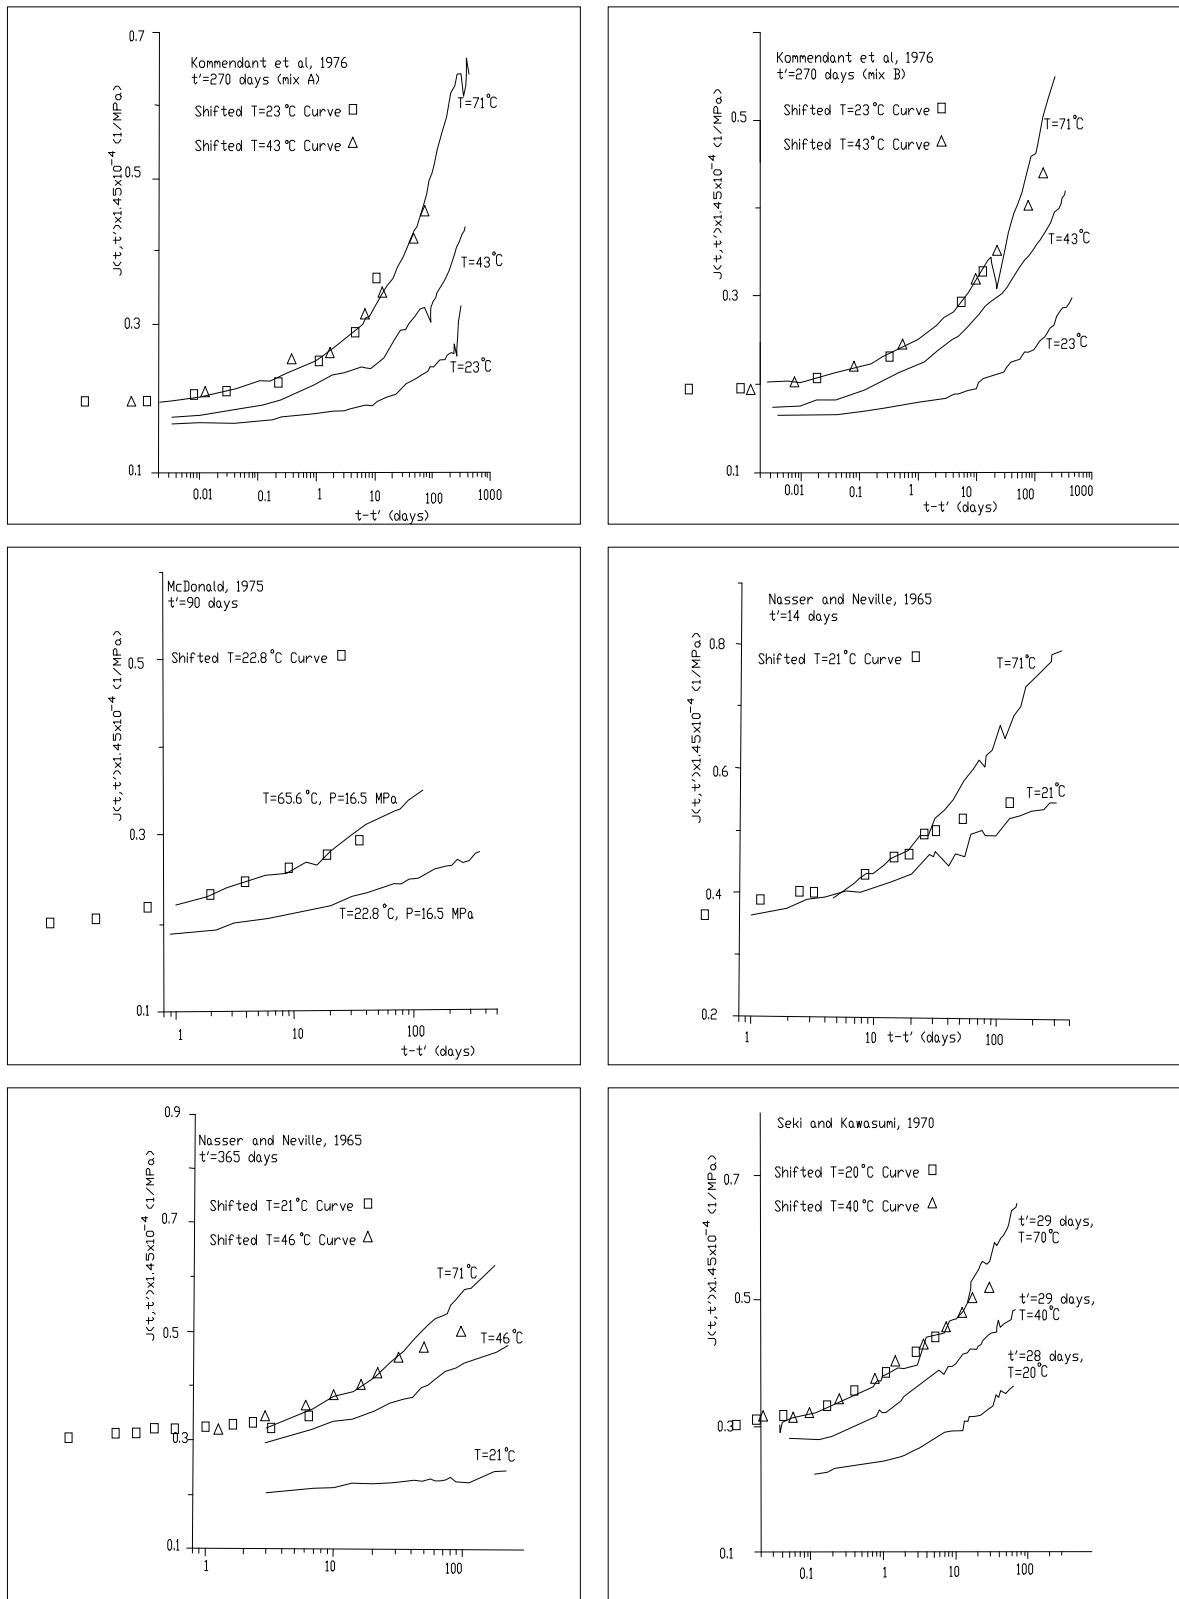 0.7
Kommendant et al, 1976
t'=270 days (mix A)
Shifted T=23°C Curve
Shifted T=43°C Curve
T=71°C
0.5
J(t,t')x1.45x10⁻⁴ (1/MPa)
T=43°C
0.3
T=23°C
0.1
0.01 0.1 1 10 100 1000
t-t' (days)
Kommendant et al, 1976
t'=270 days (mix B)
Shifted T=23°C Curve
Shifted T=43°C Curve
0.5
T=71°C
J(t,t')x1.45x10⁻⁴ (1/MPa)
T=43°C
0.3
T=23°C
0.1
0.01 0.1 1 10 100 1000
t-t' (days)
McDonald, 1975
t'=90 days
Shifted T=22.8°C Curve
0.5
J(t,t')x1.45x10⁻⁴ (1/MPa)
T=65.6°C, P=16.5 MPa
0.3
T=22.8°C, P=16.5 MPa
0.1
1 10 100
t-t' (days)
Nasser and Neville, 1965
t'=14 days
0.8
Shifted T=21°C Curve
T=71°C
J(t,t')x1.45x10⁻⁴ (1/MPa)
0.6
T=21°C
0.4
0.2
1 10 100
t-t' (days)
0.9
Nasser and Neville, 1965
t'=365 days
Shifted T=21°C Curve
0.7
Shifted T=46°C Curve
J(t,t')x1.45x10⁻⁴ (1/MPa)
T=71°C
0.5
T=46°C
0.3
T=21°C
0.1
1 10 100
Seki and Kawasumi, 1970
0.7
Shifted T=20°C Curve
Shifted T=40°C Curve
J(t,t')x1.45x10⁻⁴ (1/MPa)
t'=29 days,
T=70°C
0.5
t'=29 days,
T=40°C
t'=28 days,
T=20°C
0.3
0.1
0.1 1 10 100